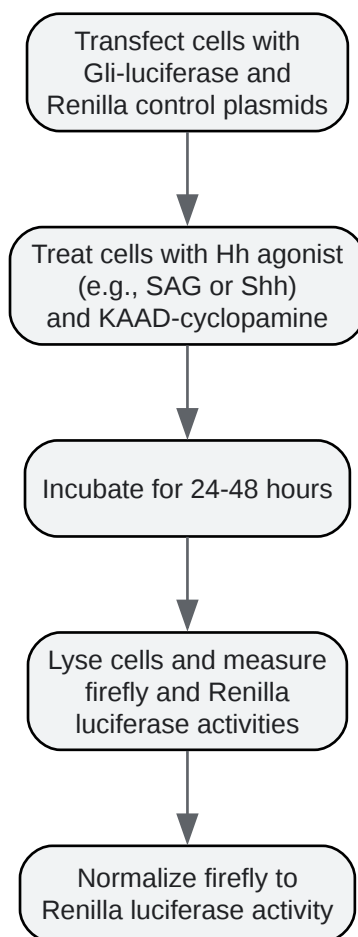 Transfect cells with
Gli-luciferase and
Renilla control plasmids
Treat cells with Hh agonist
(e.g., SAG or Shh)
and KAAD-cyclopamine
Incubate for 24-48 hours
Lyse cells and measure
firefly and Renilla
luciferase activities
Normalize firefly to
Renilla luciferase activity